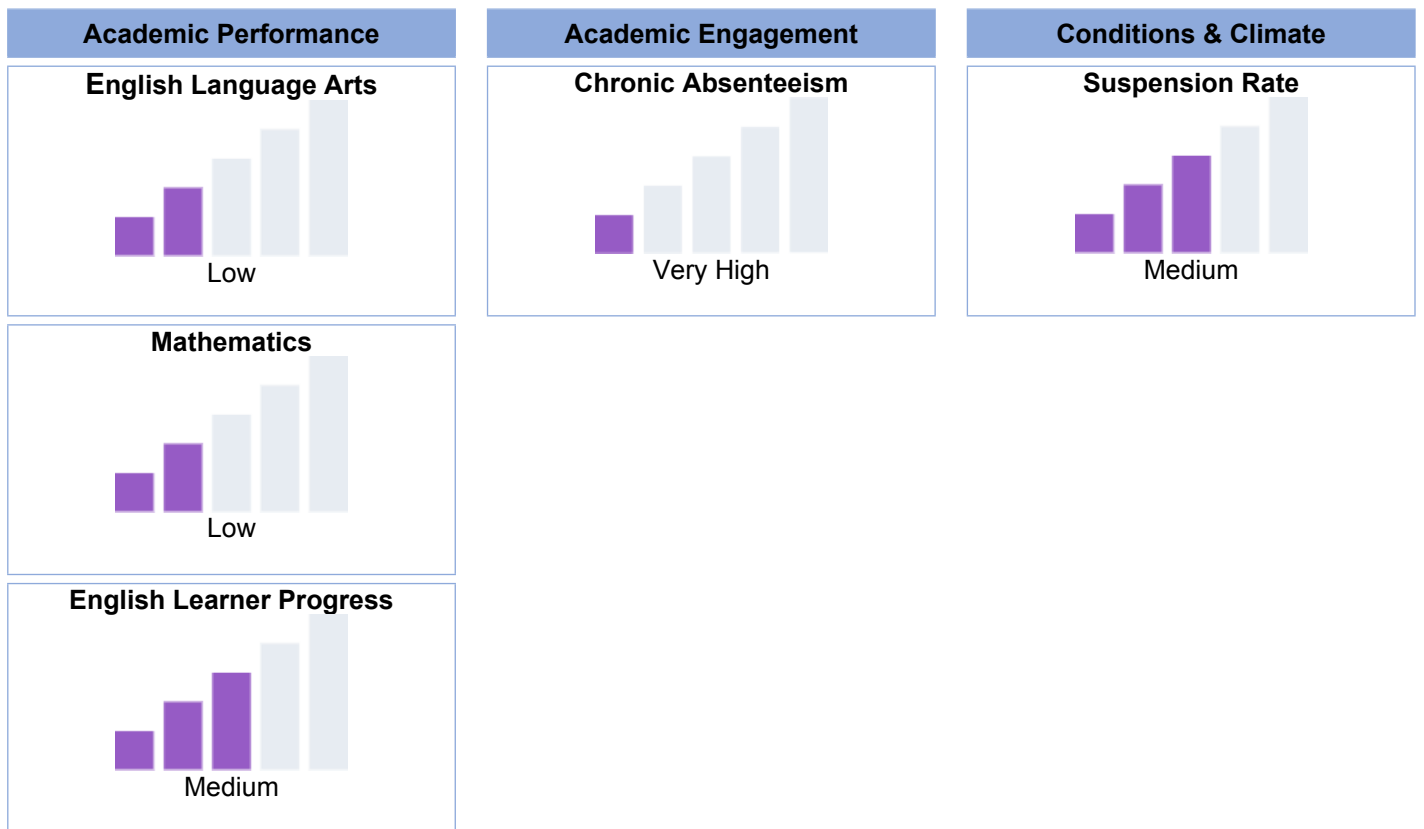 Academic Performance
Academic Engagement
Conditions & Climate
English Language Arts
Low
Chronic Absenteeism
Very High
Suspension Rate
Medium
Mathematics
Low
English Learner Progress
Medium